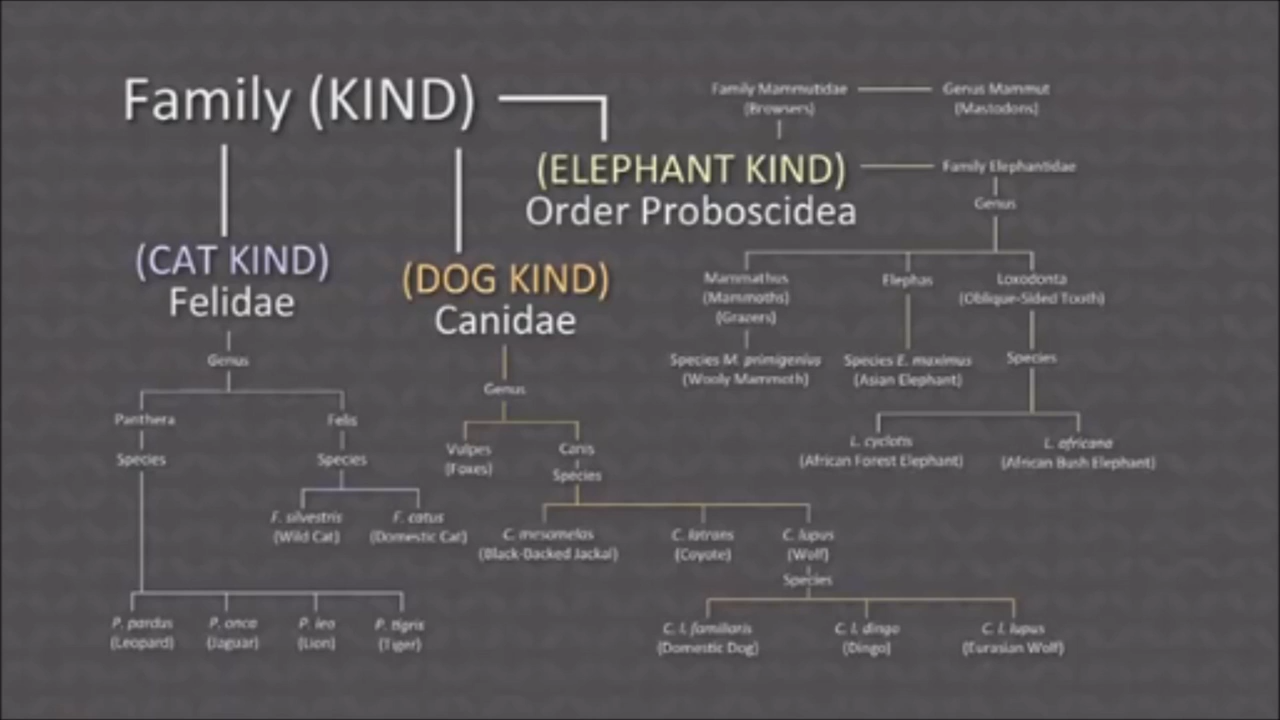 Family (KIND)
Family Mammutidae
(Browsers)
Genus Mammut
(Mastodons)
(ELEPHANT KIND)
Order Proboscidea
Family Elephantidae
Genus
Mammathus
(Mammoths)
(Grazers)
Species M. primigenius
(Wooly Mammoth)
Elephas
Species E. maximus
(Asian Elephant)
Loxodonta
(Oblique-Sided Tooth)
Species
L. cyclotis
(African Forest Elephant)
L. africana
(African Bush Elephant)
(CAT KIND)
Felidae
Genus
Panthera
Species
Felis
Species
F. silvestris
(Wild Cat)
F. catus
(Domestic Cat)
P. pardus
(Leopard)
P. onca
(Jaguar)
P. leo
(Lion)
P. tigris
(Tiger)
(DOG KIND)
Canidae
Genus
Vulpes
(Foxes)
Canis
Species
C. mesomelas
(Black-Backed Jackal)
C. latrans
(Coyote)
C. lupus
(Wolf)
Species
C. l. familiaris
(Domestic Dog)
C. l. dingo
(Dingo)
C. l. lupus
(Eurasian Wolf)